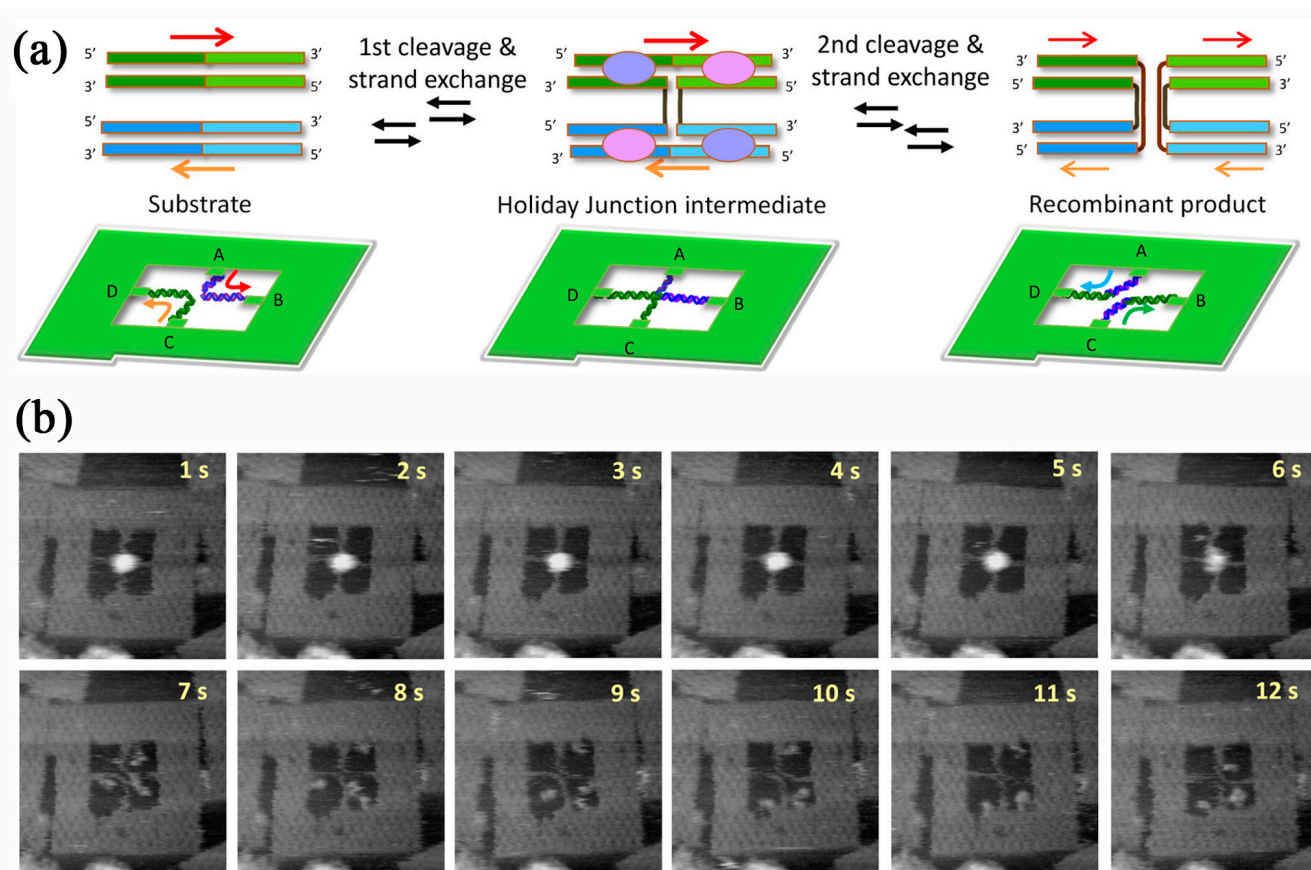 (a)
5’ 3’
3’ 5’
5’ 3’
3’ 5’
1st cleavage &
strand exchange
5’ 3’
3’ 5’
5’ 3’
3’ 5’
2nd cleavage &
strand exchange
3’ 5’
5’ 3’
3’ 5’
5’ 3’
Substrate
Holiday Junction intermediate
Recombinant product
A
D
B
C
A
D
B
C
A
D
B
C
(b)
1 s
2 s
3 s
4 s
5 s
6 s
7 s
8 s
9 s
10 s
11 s
12 s